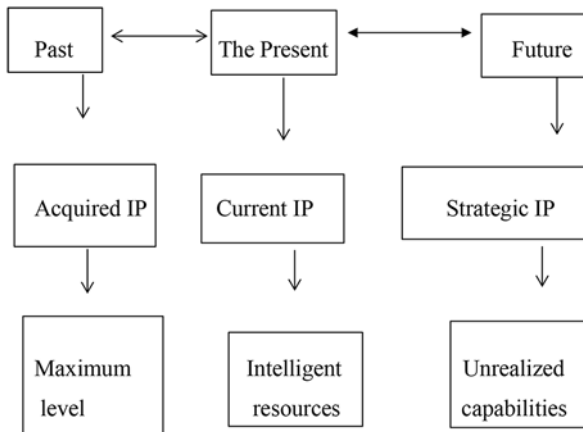 Past
The Present
Future
Acquired IP
Current IP
Strategic IP
Maximum
level
Intelligent
resources
Unrealized
capabilities